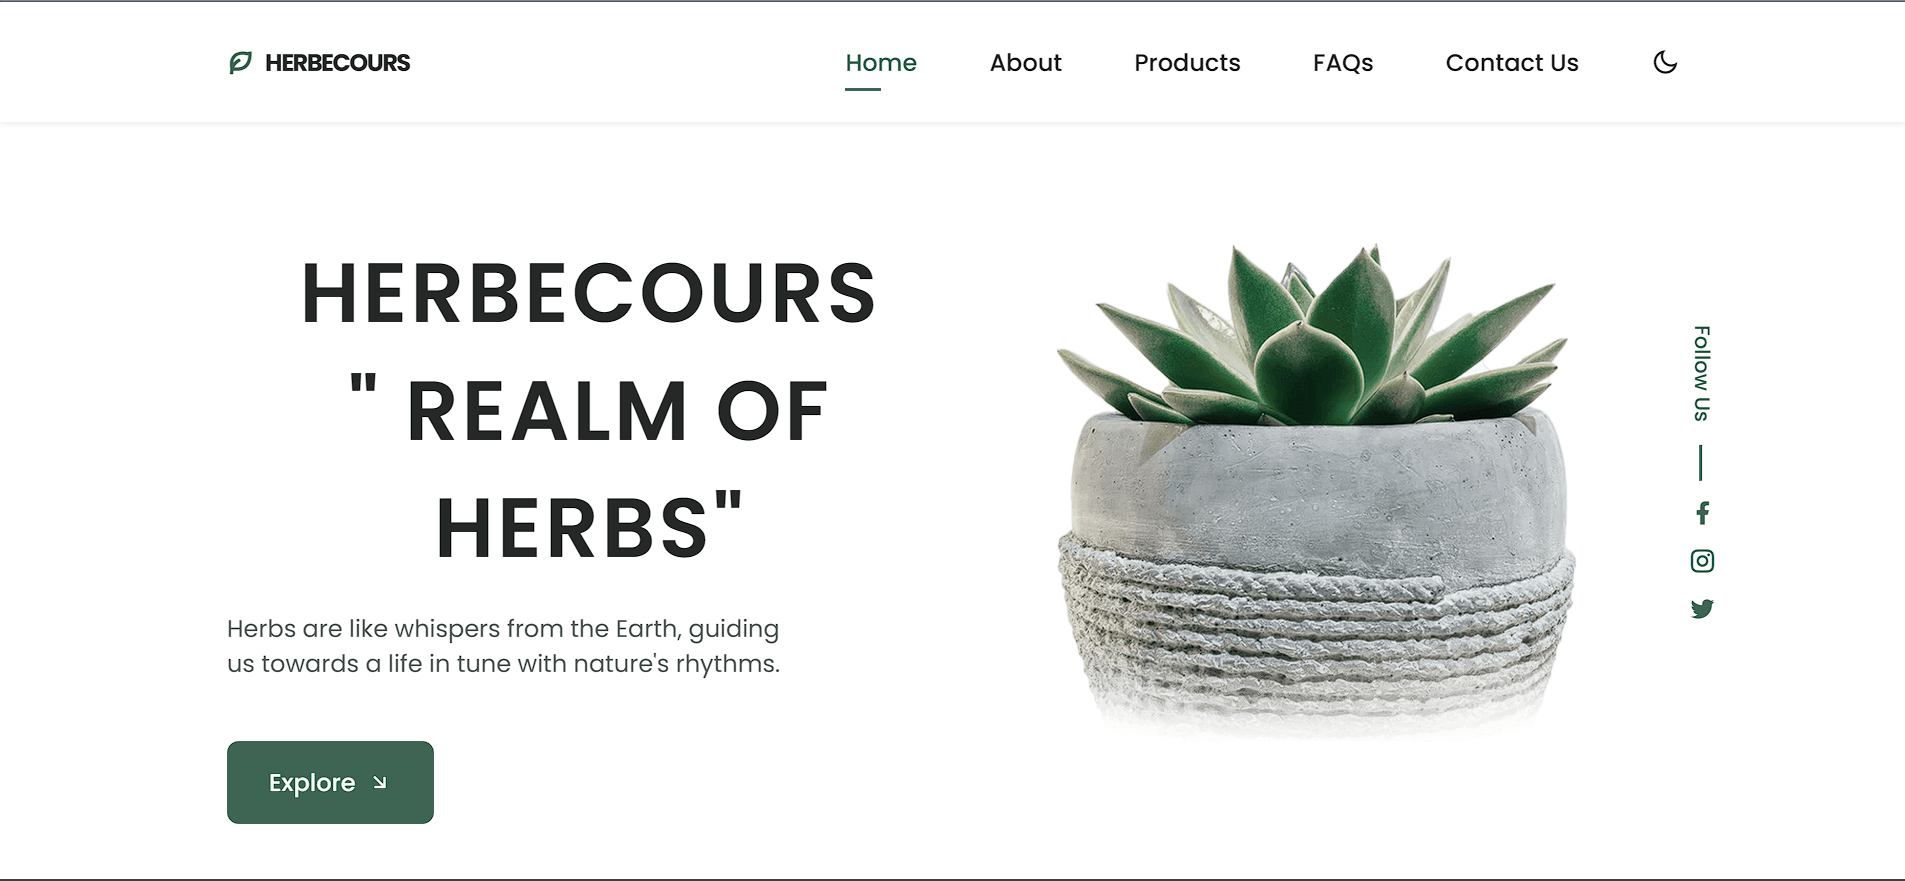 HERBECOURS
Home About Products FAQs Contact Us
HERBECOURS
" REALM OF
HERBS"
Herbs are like whispers from the Earth, guiding
us towards a life in tune with nature's rhythms.
Explore
Follow Us